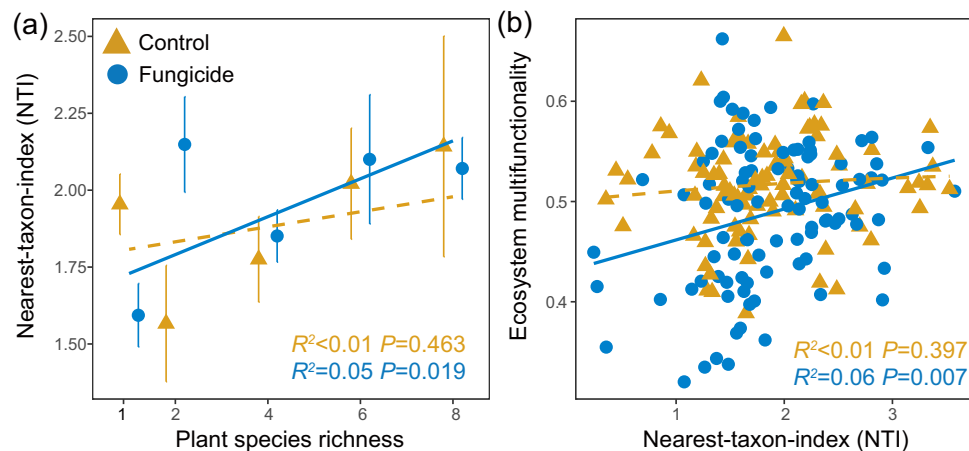 (a)
Nearest-taxon-index (NTI)
2.50
2.25
2.00
1.75
1.50
Control
Fungicide
R²<0.01 P=0.463
R²=0.05 P=0.019
1 2 4 6 8
Plant species richness
(b)
Ecosystem multifunctionality
0.6
0.5
0.4
R²<0.01 P=0.397
R²=0.06 P=0.007
1 2 3
Nearest-taxon-index (NTI)